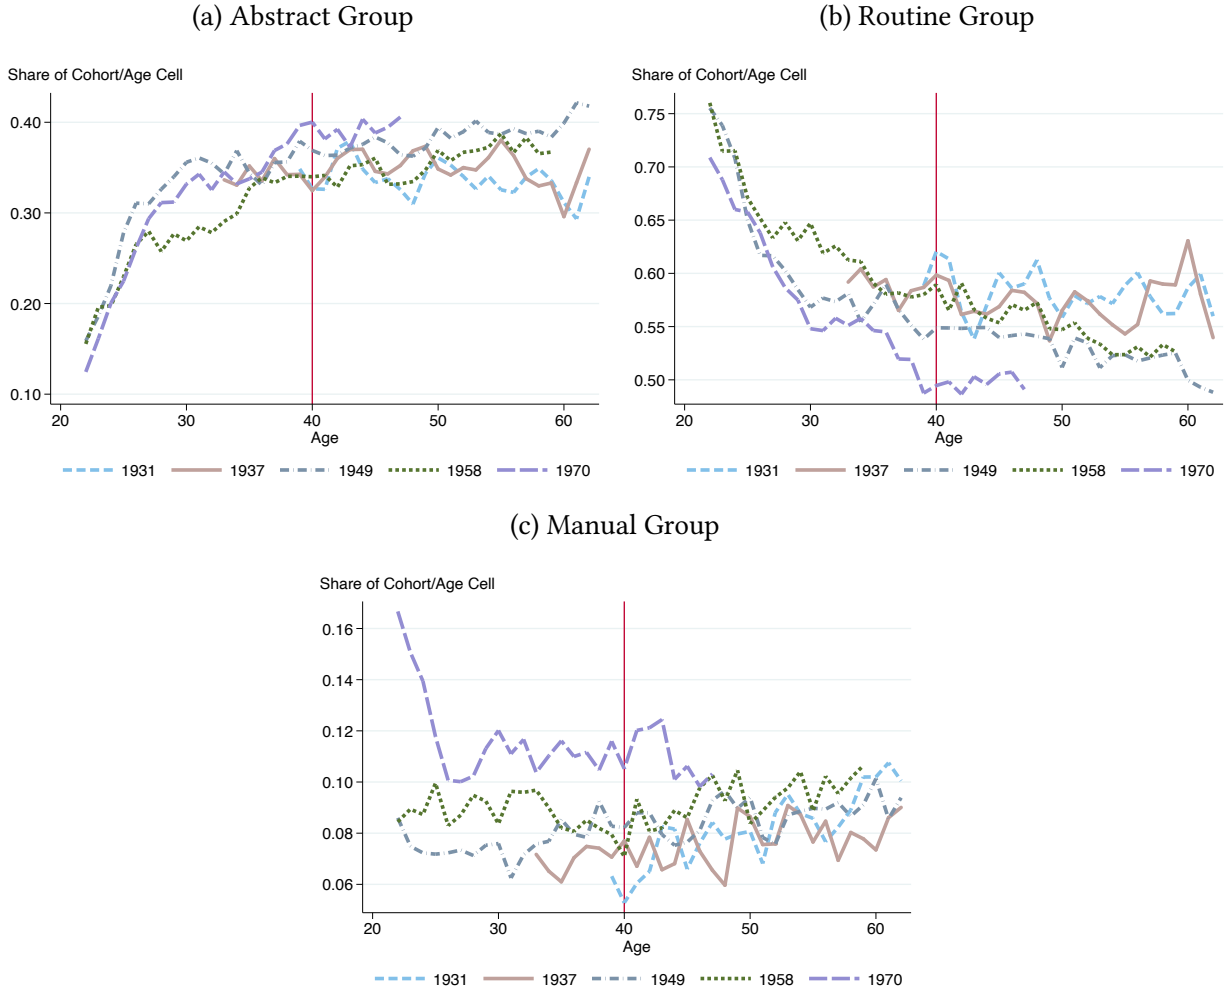 (a) Abstract Group
(b) Routine Group
Share of Cohort/Age Cell
0.40
0.30
0.20
0.10
20 30 40 50 60
Age
1931 1937 1949 1958 1970
Share of Cohort/Age Cell
0.75
0.70
0.65
0.60
0.55
0.50
20 30 40 50 60
Age
1931 1937 1949 1958 1970
(c) Manual Group
Share of Cohort/Age Cell
0.16
0.14
0.12
0.10
0.08
0.06
20 30 40 50 60
Age
1931 1937 1949 1958 1970